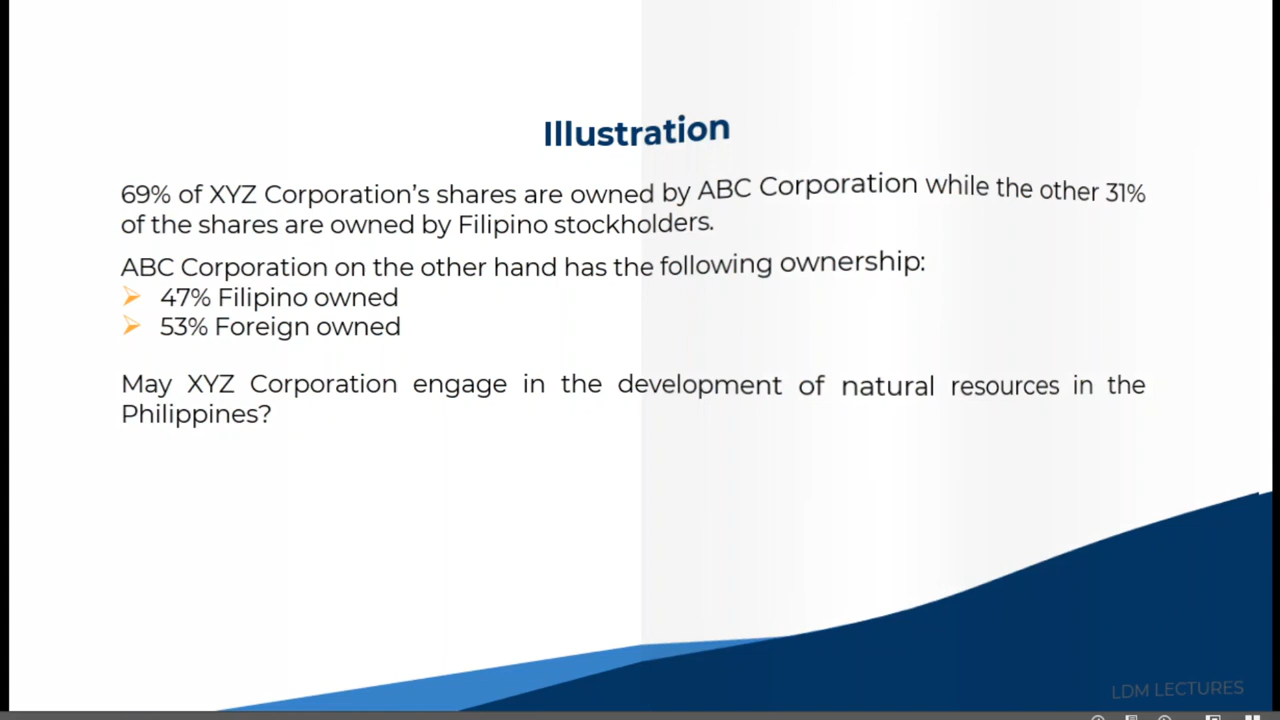 Illustration
69% of XYZ Corporation's shares are owned by ABC Corporation while the other 31%
of the shares are owned by Filipino stockholders.
ABC Corporation on the other hand has the following ownership:
47% Filipino owned
53% Foreign owned
May XYZ Corporation engage in the development of natural resources in the
Philippines?
LDM LECTURES